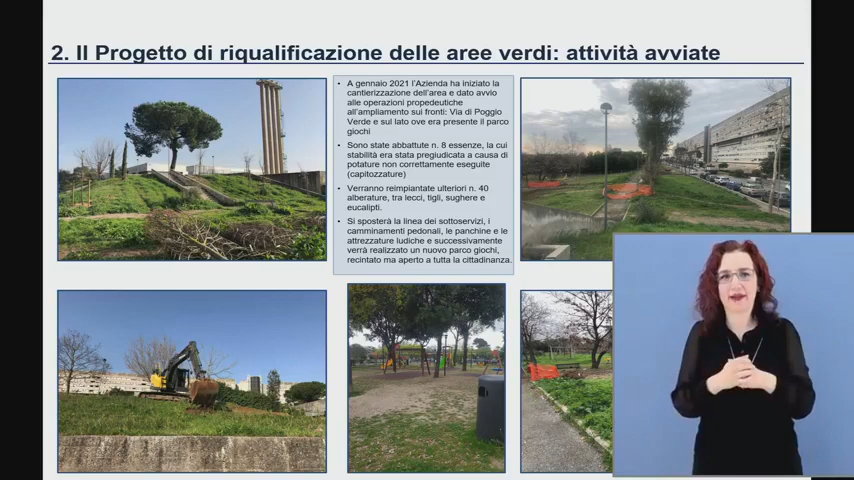 2. Il Progetto di riqualificazione delle aree verdi: attività avviate
• A gennaio 2021 l'Azienda ha iniziato la
cantierizzazione dell'area e dato avvio
alle operazioni propedeutiche
all'ampliamento sui fronti: Via di Poggio
Verde e sul lato ove era presente il parco
giochi
• Sono state abbattute n. 8 essenze, la cui
stabilità era stata pregiudicata a causa di
potature non correttamente eseguite
(capitozzature)
• Verranno reimpiantate ulteriori n. 40
alberature, tra lecci, tigli, sughere e
eucalipti.
• Si sposterà la linea dei sottoservizi, i
camminamenti pedonali, le panchine e le
attrezzature ludiche e successivamente
verrà realizzato un nuovo parco giochi,
recintato ma aperto a tutta la cittadinanza.